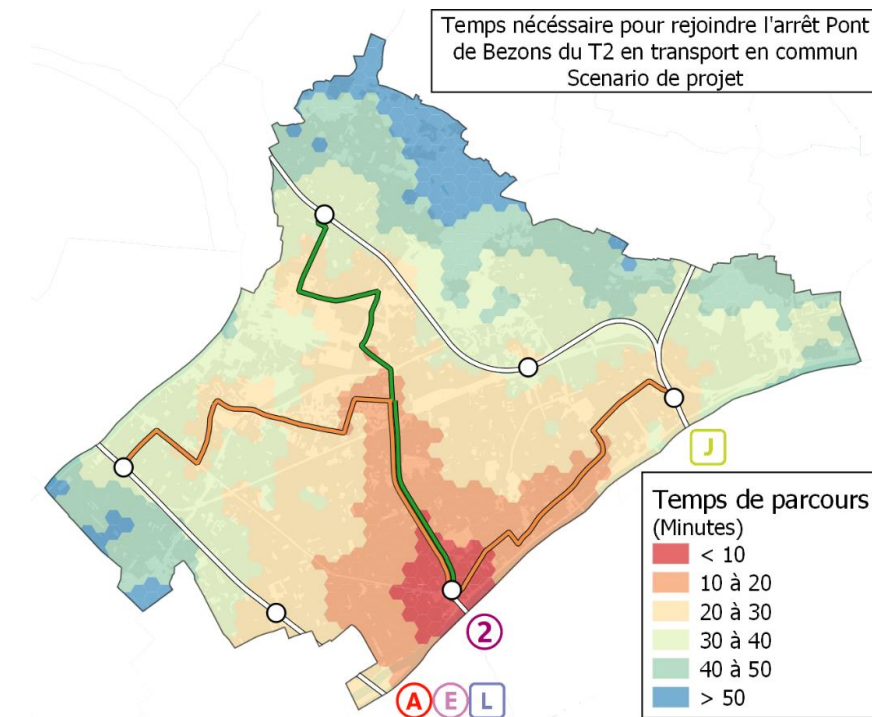 Temps nécéssaire pour rejoindre l'arrêt Pont
de Bezons du T2 en transport en commun
Scenario de projet
J
Temps de parcours
(Minutes)
< 10
10 à 20
20 à 30
30 à 40
40 à 50
> 50
2
A E L